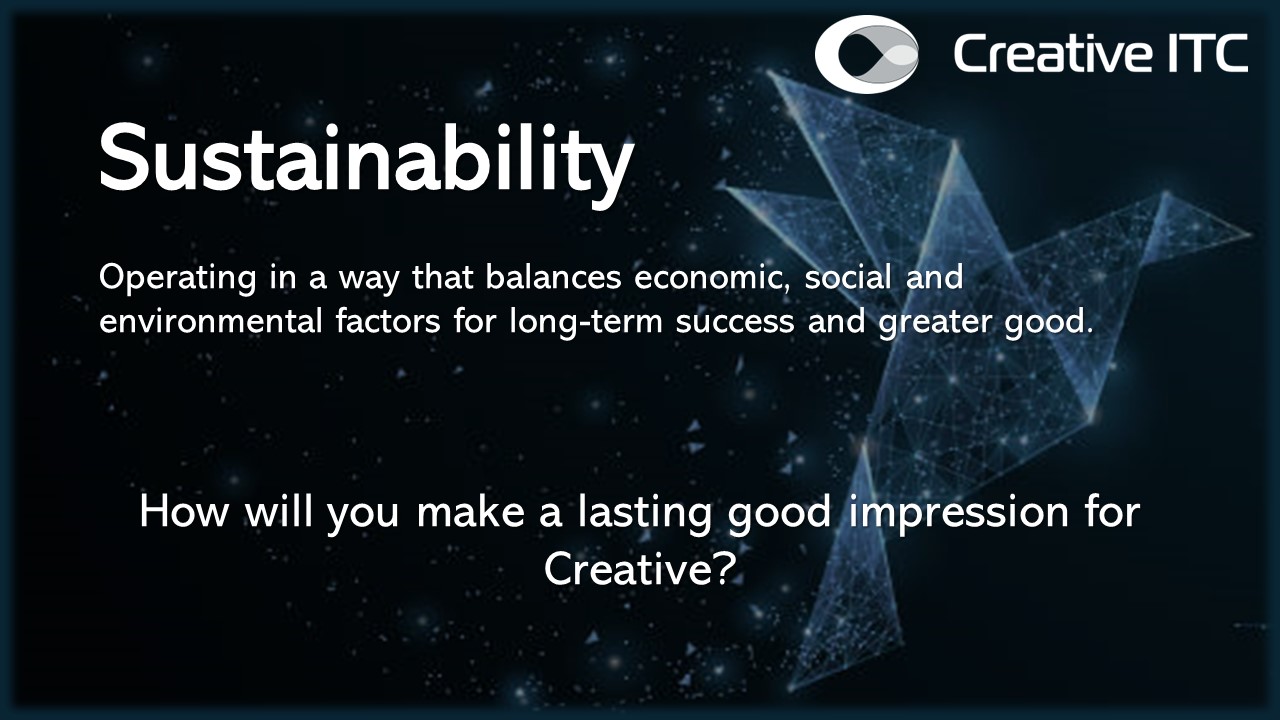 Creative ITC
Sustainability
Operating in a way that balances economic, social and
environmental factors for long-term success and greater good.
How will you make a lasting good impression for
Creative?